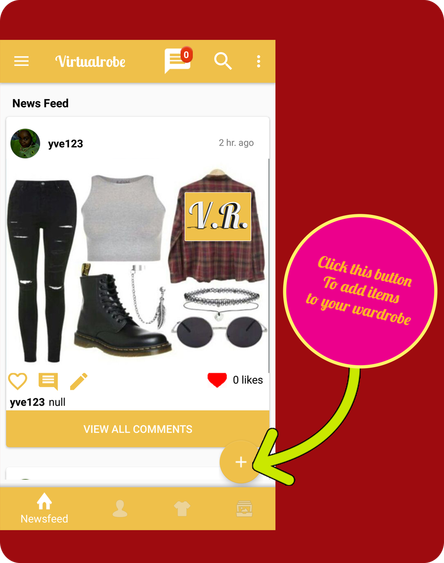 Virtualrobe
0
News Feed
yve123
2 hr. ago
V.R.
Click this button
To add items
to your wardrobe
0 likes
yve123 null
VIEW ALL COMMENTS
+
Newsfeed